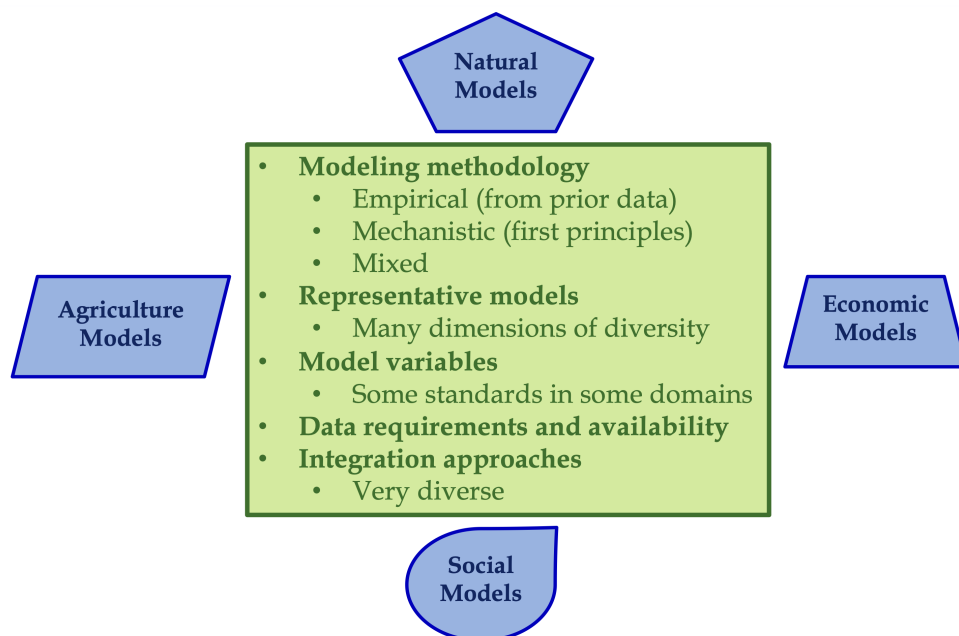 Natural
Models
• Modeling methodology
• Empirical (from prior data)
• Mechanistic (first principles)
• Mixed
• Representative models
• Many dimensions of diversity
• Model variables
• Some standards in some domains
• Data requirements and availability
• Integration approaches
• Very diverse
Agriculture
Models
Economic
Models
Social
Models